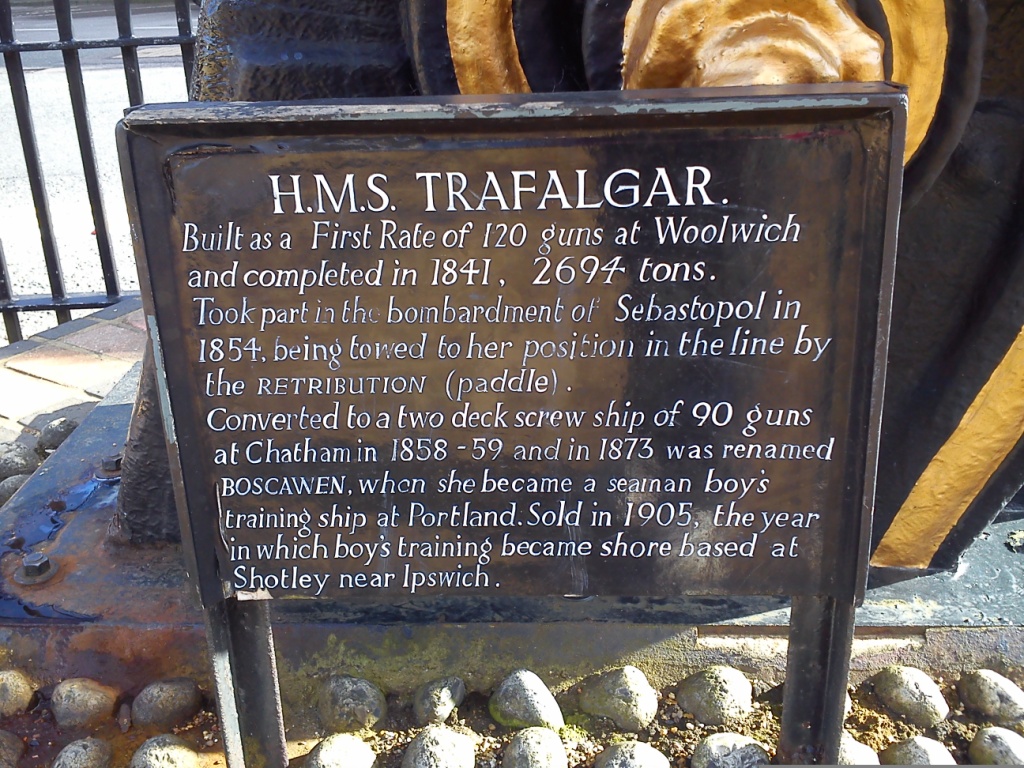 H.M.S. TRAFALGAR.
Built as a First Rate of 120 guns at Woolwich
and completed in 1841, 2694 tons.
Took part in the bombardment of Sebastopol in
1854, being towed to her position in the line by
the RETRIBUTION (paddle).
Converted to a two deck screw ship of 90 guns
at Chatham in 1858-59 and in 1873 was renamed
BOSCAWEN, when she became a seaman boy's
training ship at Portland. Sold in 1905, the year
in which boy's training became shore based at
Shotley near Ipswich.